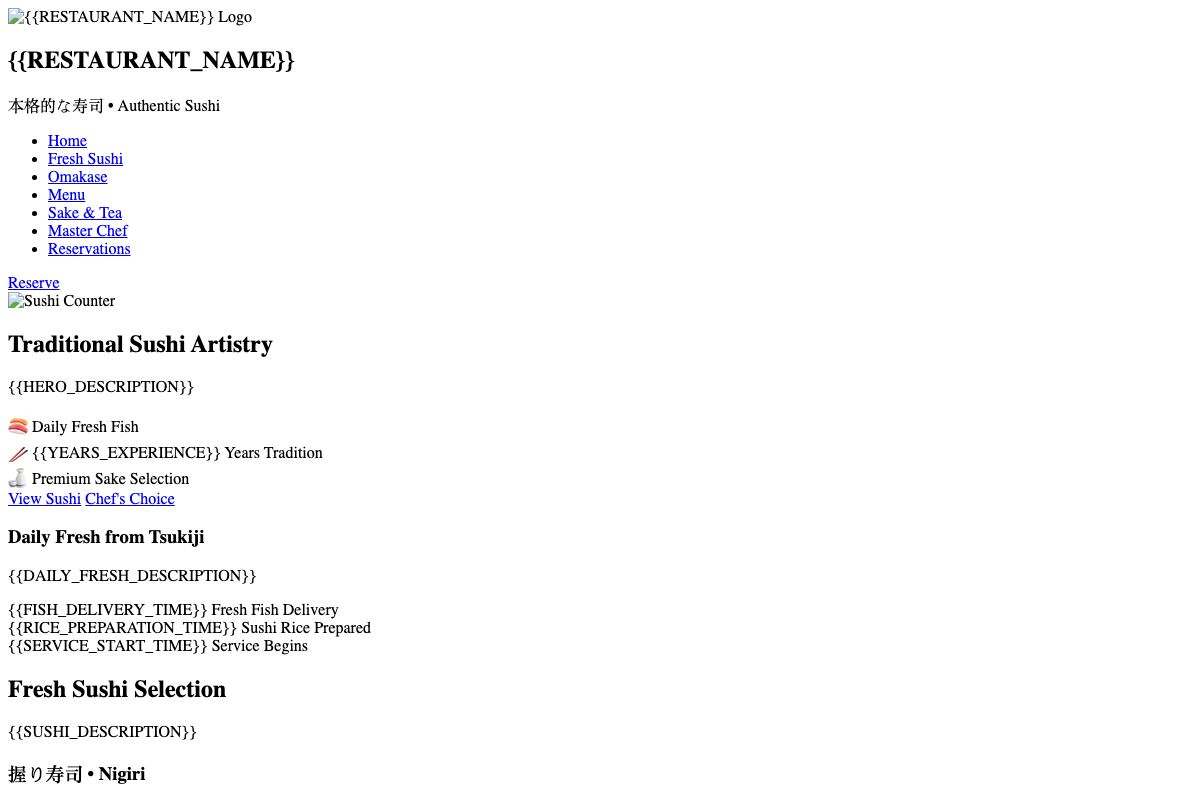 {{RESTAURANT_NAME}} Logo
{{RESTAURANT_NAME}}
本格的な寿司 • Authentic Sushi
• Home
• Fresh Sushi
• Omakase
• Menu
• Sake & Tea
• Master Chef
• Reservations
Reserve
Sushi Counter
Traditional Sushi Artistry
{{HERO_DESCRIPTION}}
🍣 Daily Fresh Fish
🥢 {{YEARS_EXPERIENCE}} Years Tradition
🍶 Premium Sake Selection
View Sushi Chef's Choice
Daily Fresh from Tsukiji
{{DAILY_FRESH_DESCRIPTION}}
{{FISH_DELIVERY_TIME}} Fresh Fish Delivery
{{RICE_PREPARATION_TIME}} Sushi Rice Prepared
{{SERVICE_START_TIME}} Service Begins
Fresh Sushi Selection
{{SUSHI_DESCRIPTION}}
握り寿司 • Nigiri